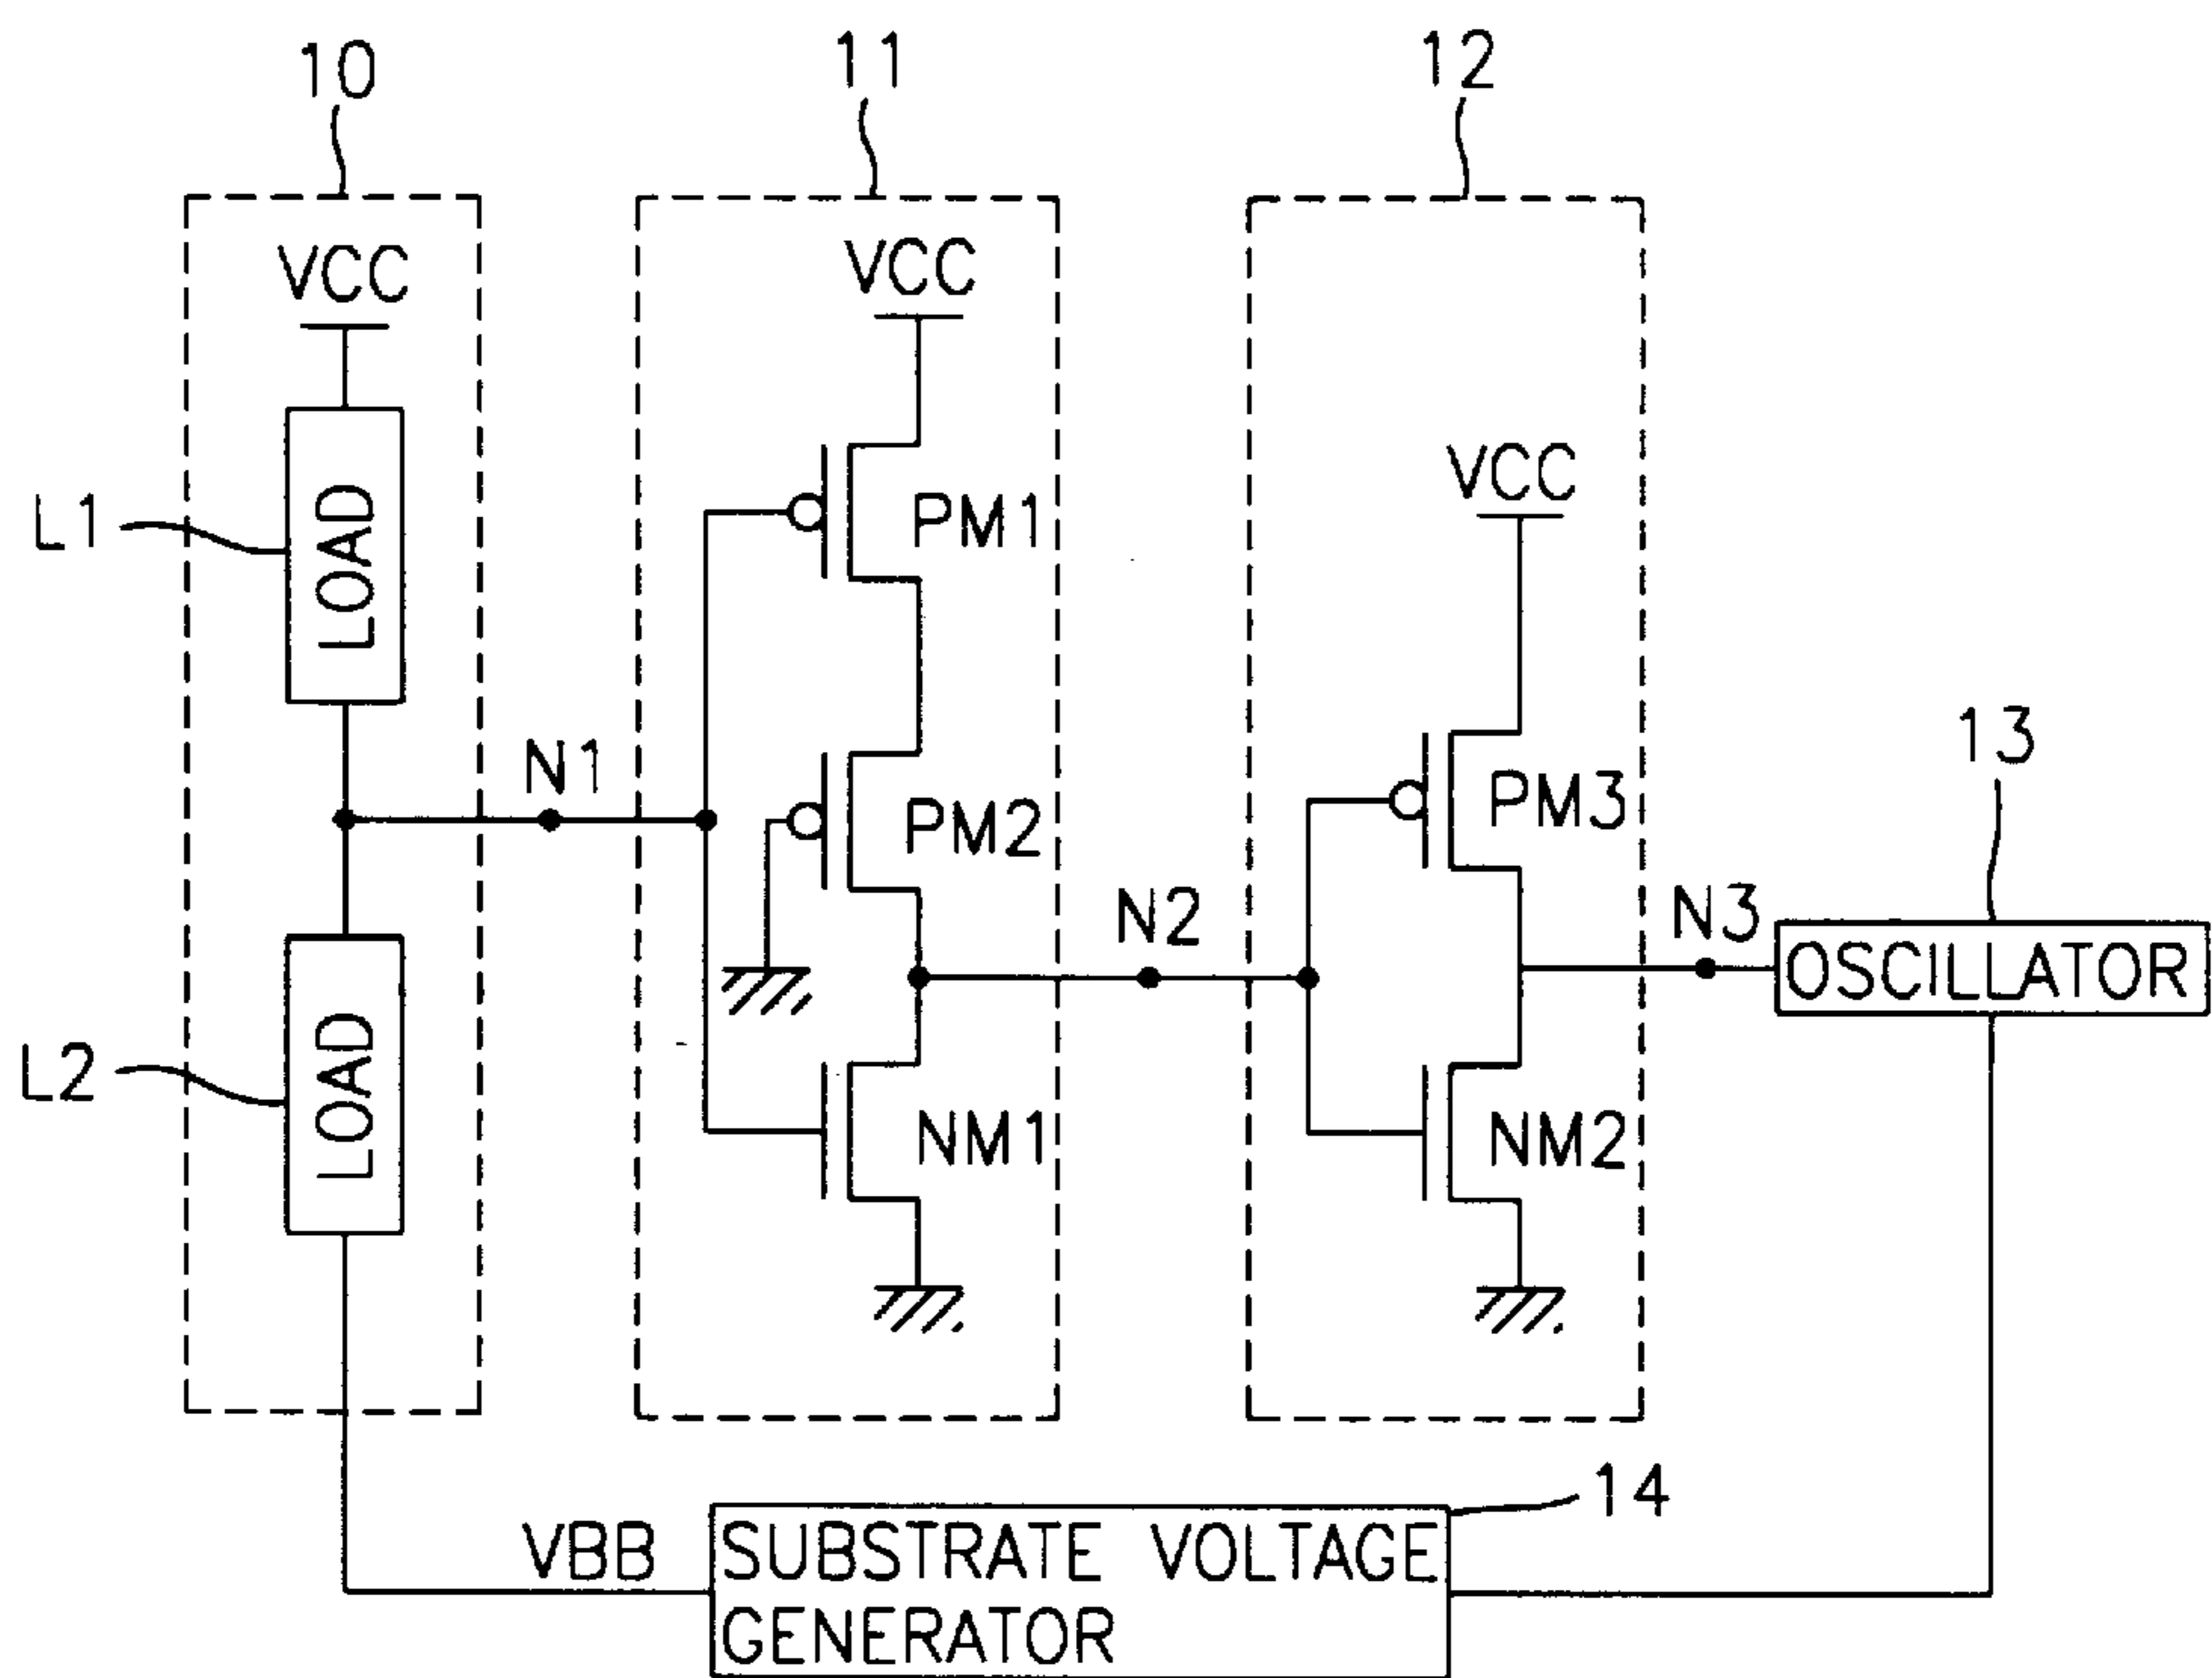 10
11
12
VCC
VCC
VCC
L1
LOAD
PM1
N1
PM2
PM3
13
N2
N3
OSCILLATOR
L2
LOAD
NM1
NM2
14
VBB
SUBSTRATE VOLTAGE
GENERATOR